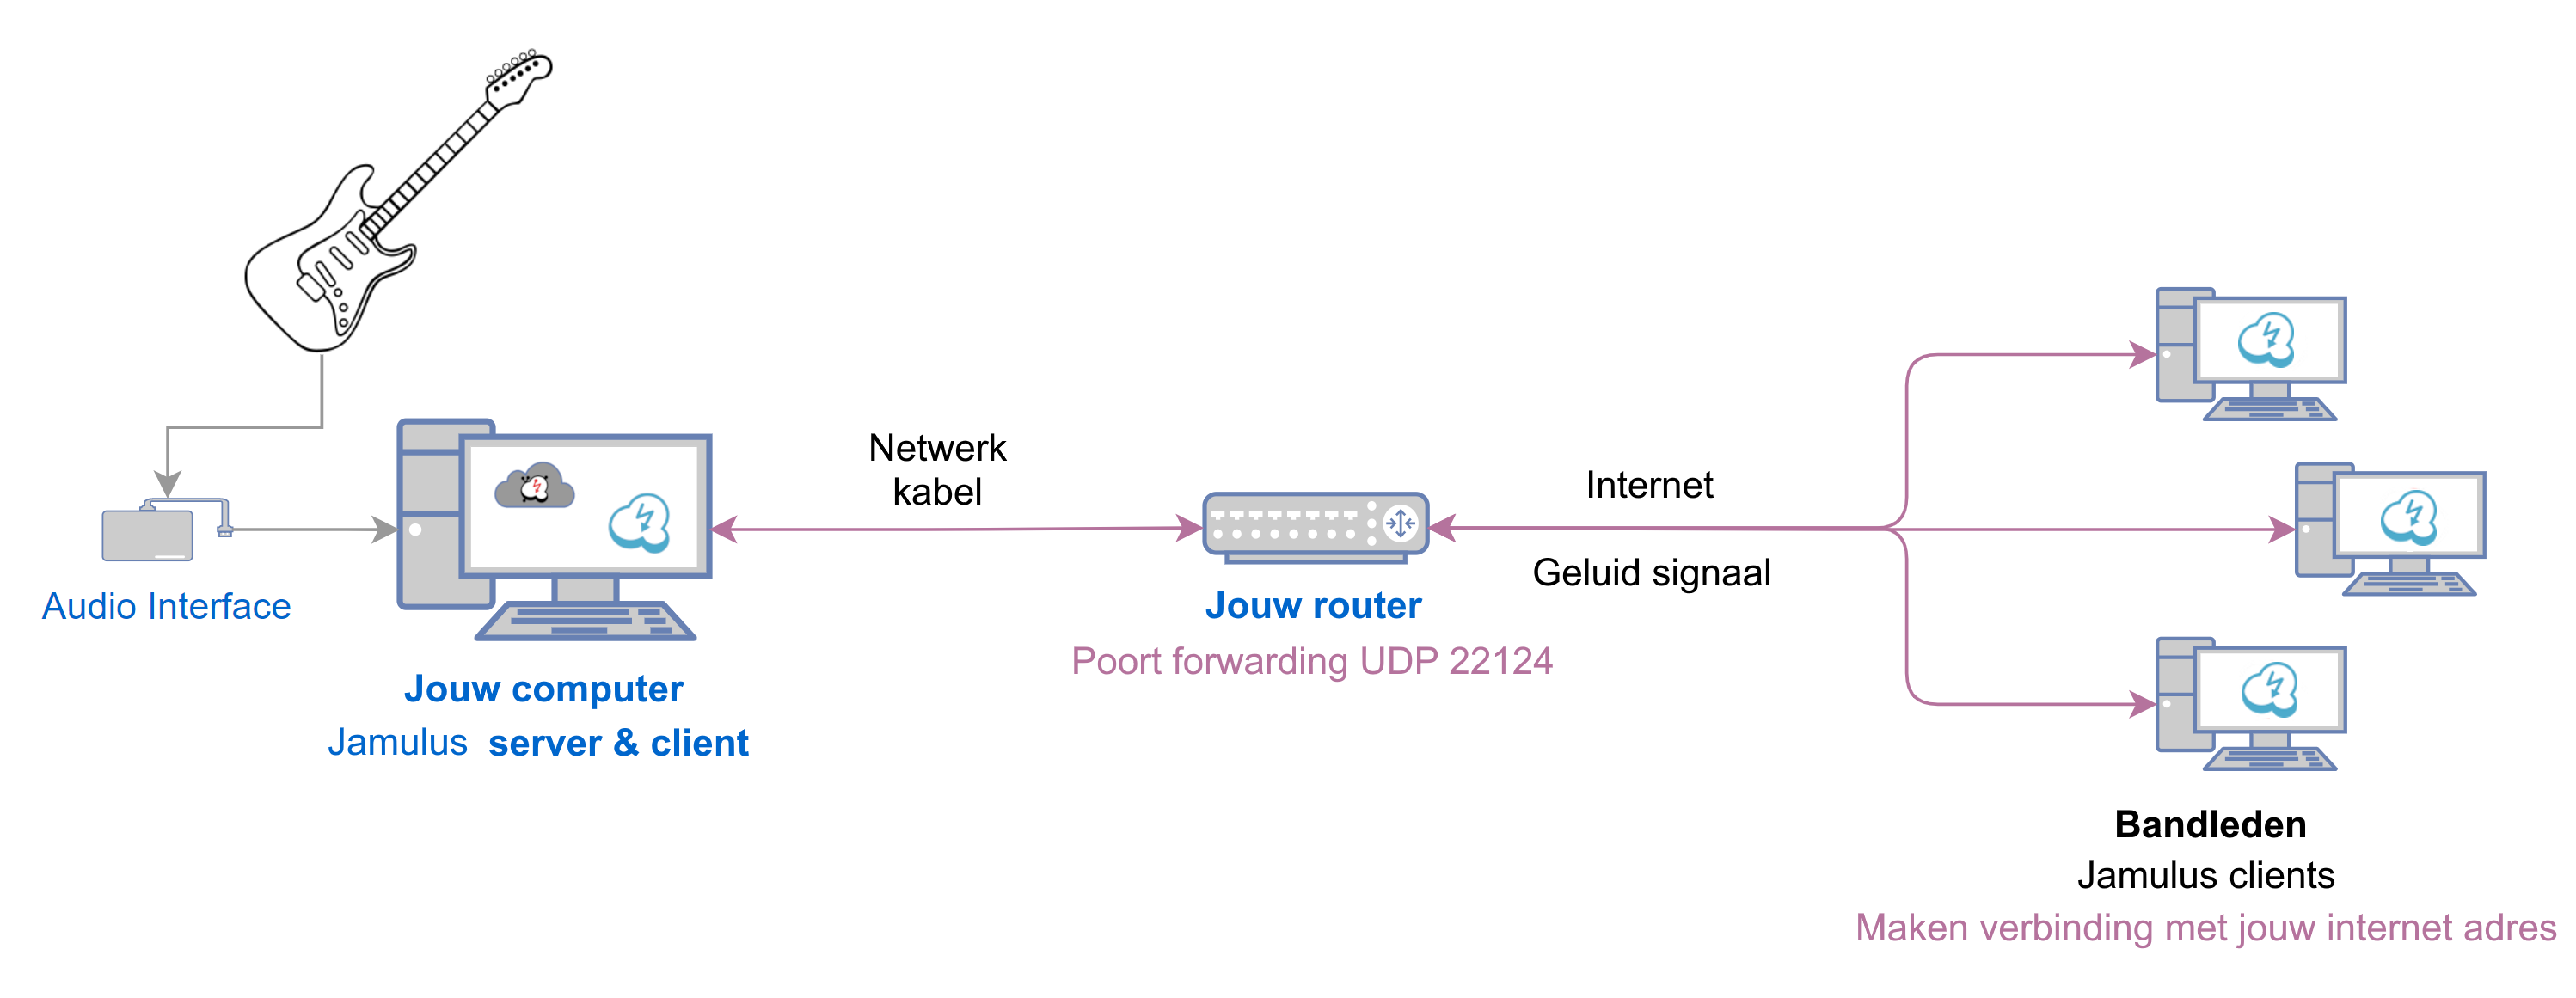 Netwerk
kabel
Internet
Geluid signaal
Audio Interface
Jouw router
Poort forwarding UDP 22124
Jouw computer
Jamulus server & client
Bandleden
Jamulus clients
Maken verbinding met jouw internet adres